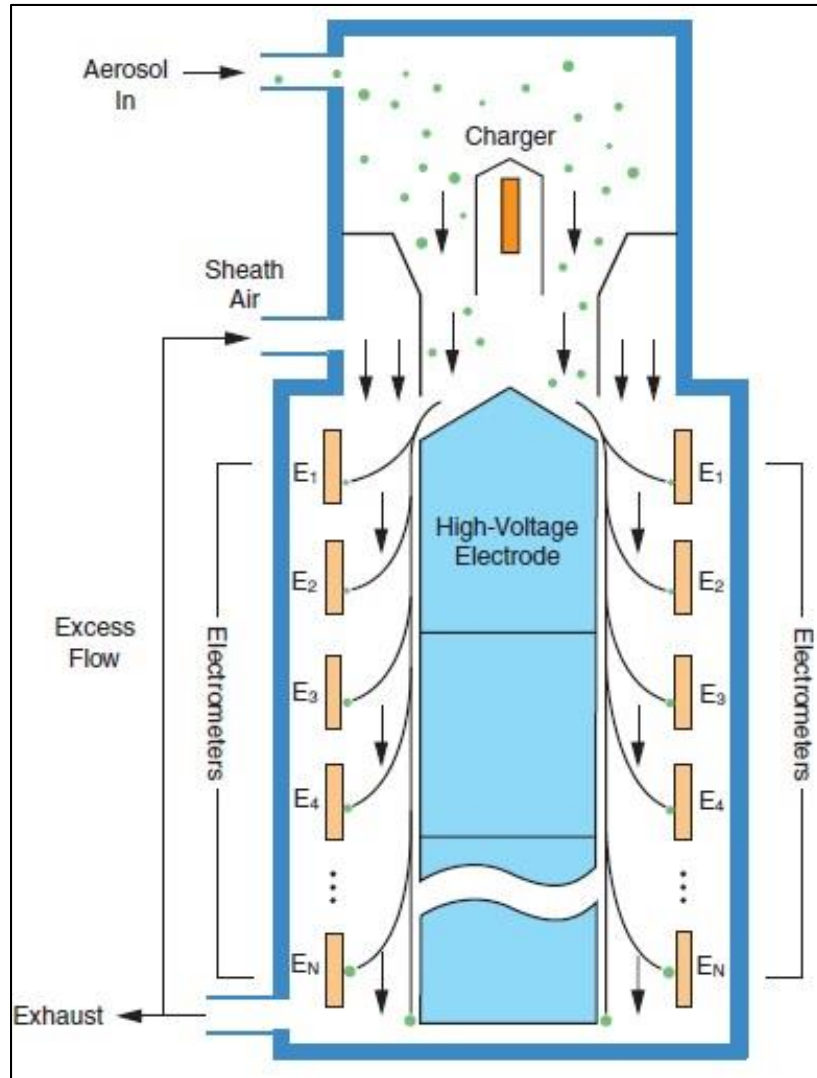 Aerosol
In
Charger
Sheath
Air
E1
E1
High-Voltage
Electrode
E2
E2
Excess
Flow
Electrometers
Electrometers
E3
E3
E4
E4
EN
EN
Exhaust